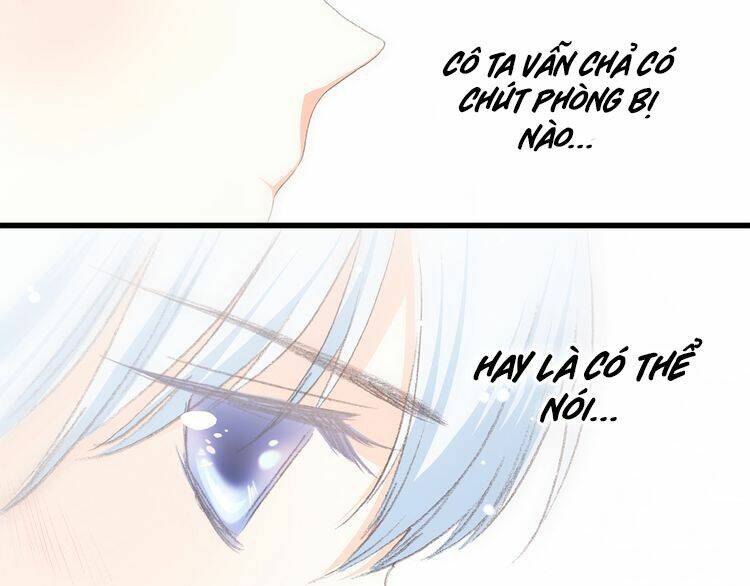 CÔ TA VẪN CHẢ CÓ
CHÚT PHÒNG BỊ
NÀO...
HAY LÀ CÓ THỂ
NÓI...